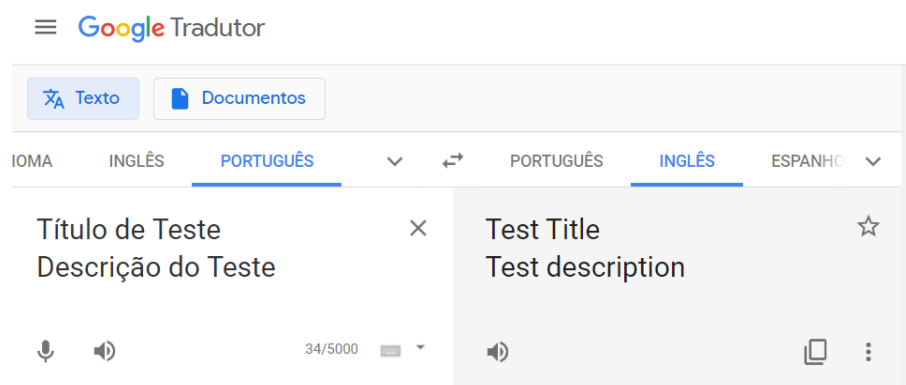 Google Tradutor
Texto Documentos
IOMA INGLÊS PORTUGUÊS PORTUGUÊS INGLÊS ESPANHO
Título de Teste
Descrição do Teste
34/5000
Test Title
Test description